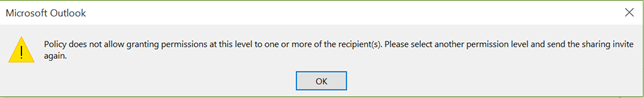 Microsoft Outlook
Policy does not allow granting permissions at this level to one or more of the recipient(s). Please select another permission level and send the sharing invite
again.
OK